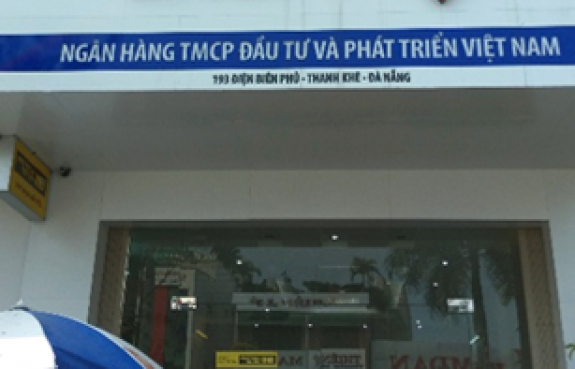 NGÂN HÀNG TMCP ĐẦU TƯ VÀ PHÁT TRIỂN VIỆT NAM
193 ĐIỆN BIÊN PHỦ - THANH KHÊ - ĐÀ NẴNG